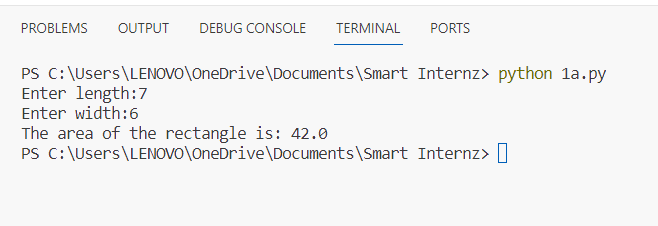 PROBLEMS OUTPUT DEBUG CONSOLE TERMINAL PORTS
PS C:\Users\LENOVO\OneDrive\Documents\Smart Internz> python 1a.py
Enter length:7
Enter width:6
The area of the rectangle is: 42.0
PS C:\Users\LENOVO\OneDrive\Documents\Smart Internz>